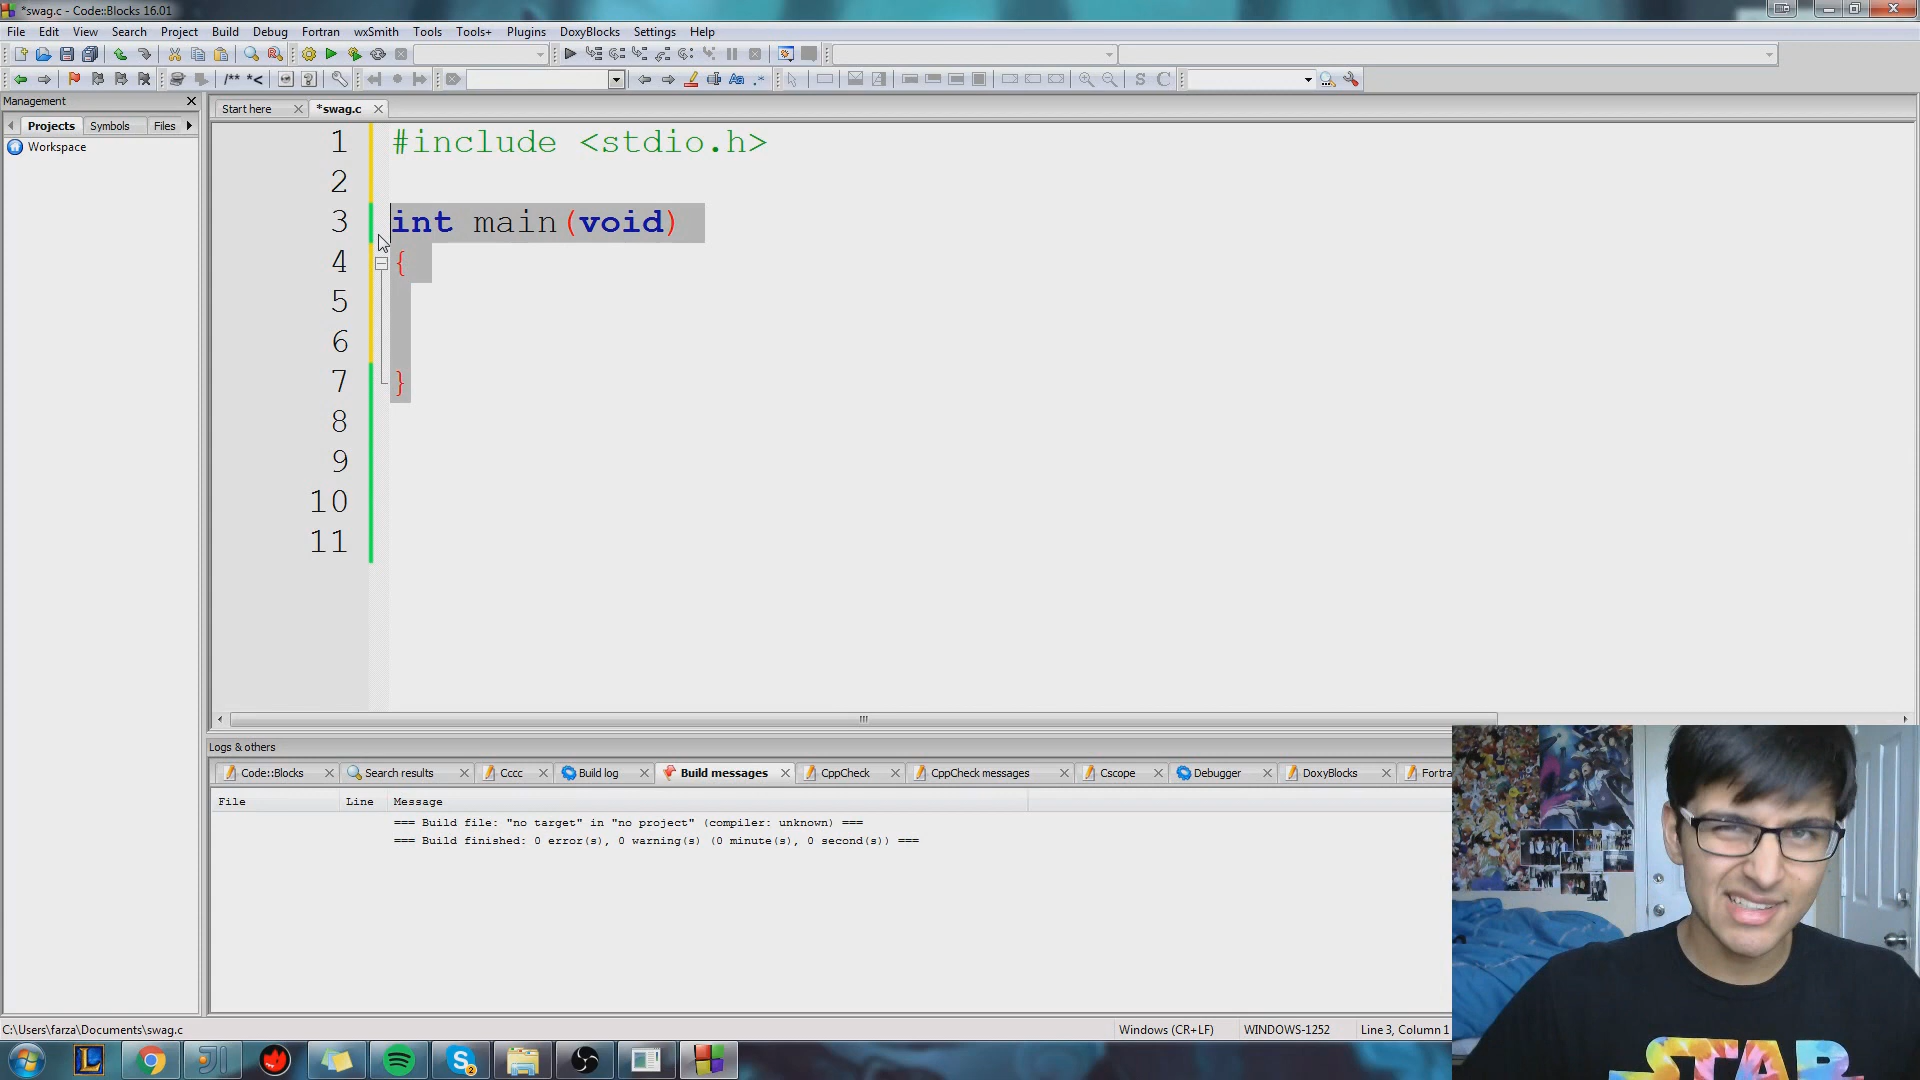 *swag.c - Code::Blocks 16.01
File Edit View Search Project Build Debug Fortran wxSmith Tools Tools+ Plugins DoxyBlocks Settings Help
/** *<
Aa .* S C
Management
Start here *swag.c
Projects Symbols Files
Workspace
1 #include <stdio.h>
2
3 int main(void)
4 {
5
6
7 }
8
9
10
11
Logs & others
Code::Blocks Search results Cccc Build log Build messages CppCheck CppCheck messages Cscope Debugger DoxyBlocks Fortra
File Line Message
=== Build file: "no target" in "no project" (compiler: unknown) ===
=== Build finished: 0 error(s), 0 warning(s) (0 minute(s), 0 second(s)) ===
C:\Users\farza\Documents\swag.c Windows (CR+LF) WINDOWS-1252 Line 3, Column 1
STAR